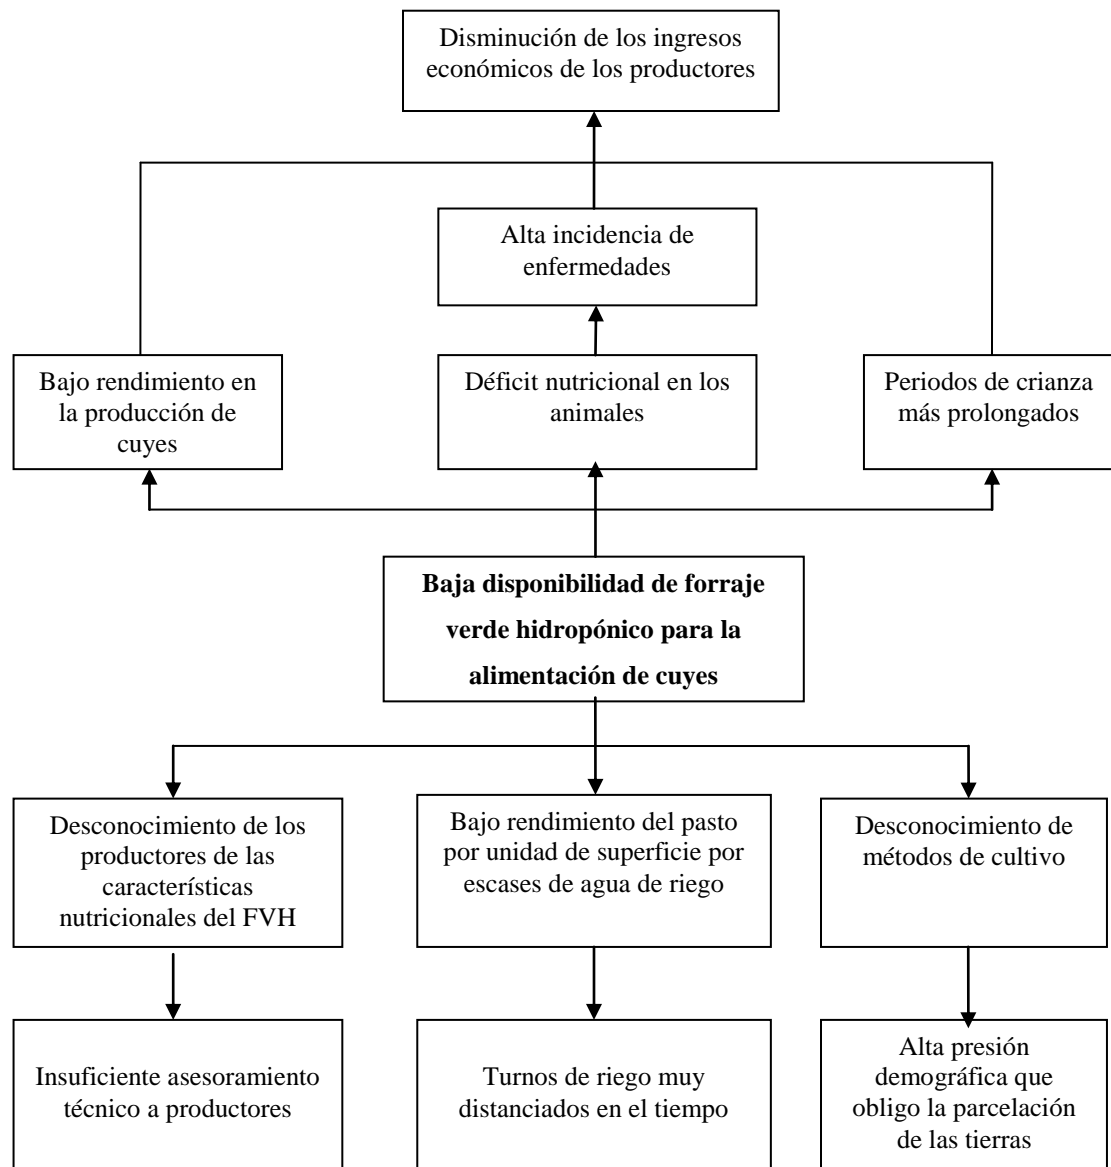 Disminución de los ingresos
económicos de los productores
Alta incidencia de
enfermedades
Bajo rendimiento en
la producción de
cuyes
Déficit nutricional en los
animales
Periodos de crianza
más prolongados
Baja disponibilidad de forraje
verde hidropónico para la
alimentación de cuyes
Desconocimiento de los
productores de las
características
nutricionales del FVH
Bajo rendimiento del pasto
por unidad de superficie por
escases de agua de riego
Desconocimiento de
métodos de cultivo
Insuficiente asesoramiento
técnico a productores
Turnos de riego muy
distanciados en el tiempo
Alta presión
demográfica que
obligo la parcelación
de las tierras